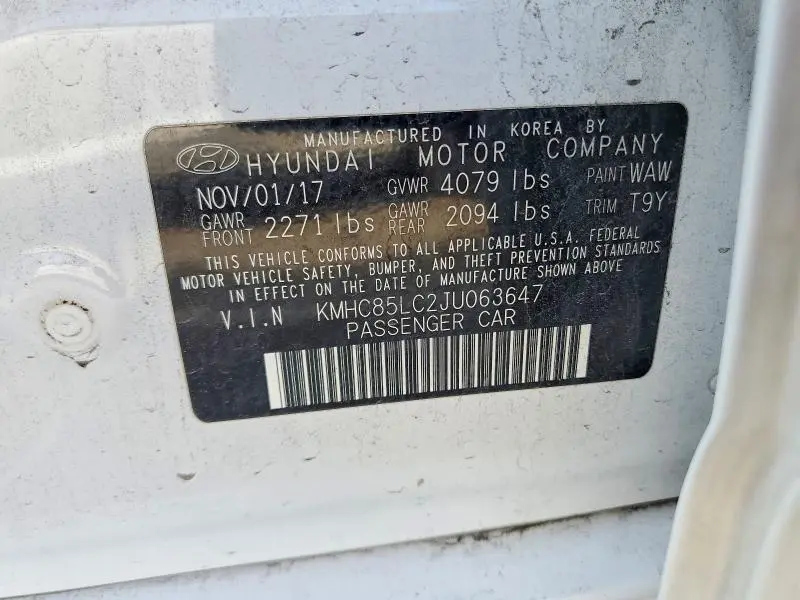 MANUFACTURED IN KOREA BY
HYUNDAI MOTOR COMPANY
NOV/01/17 GVWR 4079 lbs PAINT WAW
GAWR FRONT 2271 lbs GAWR REAR 2094 lbs TRIM T9Y
THIS VEHICLE CONFORMS TO ALL APPLICABLE U.S.A. FEDERAL
MOTOR VEHICLE SAFETY, BUMPER, AND THEFT PREVENTION STANDARDS
IN EFFECT ON THE DATE OF MANUFACTURE SHOWN ABOVE
V.I.N KMHC85LC2JU063647
PASSENGER CAR